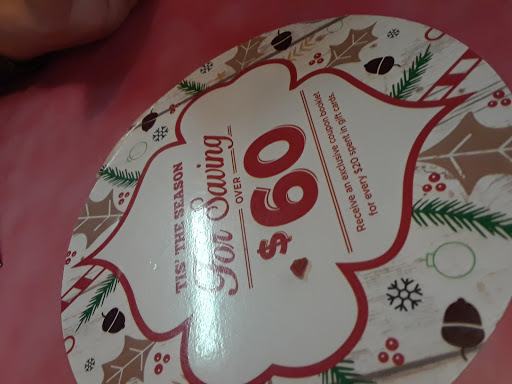 TIS' THE SEASON
For Saving
OVER
$60
Receive an exclusive coupon booklet
for every $20 spent in gift cards.